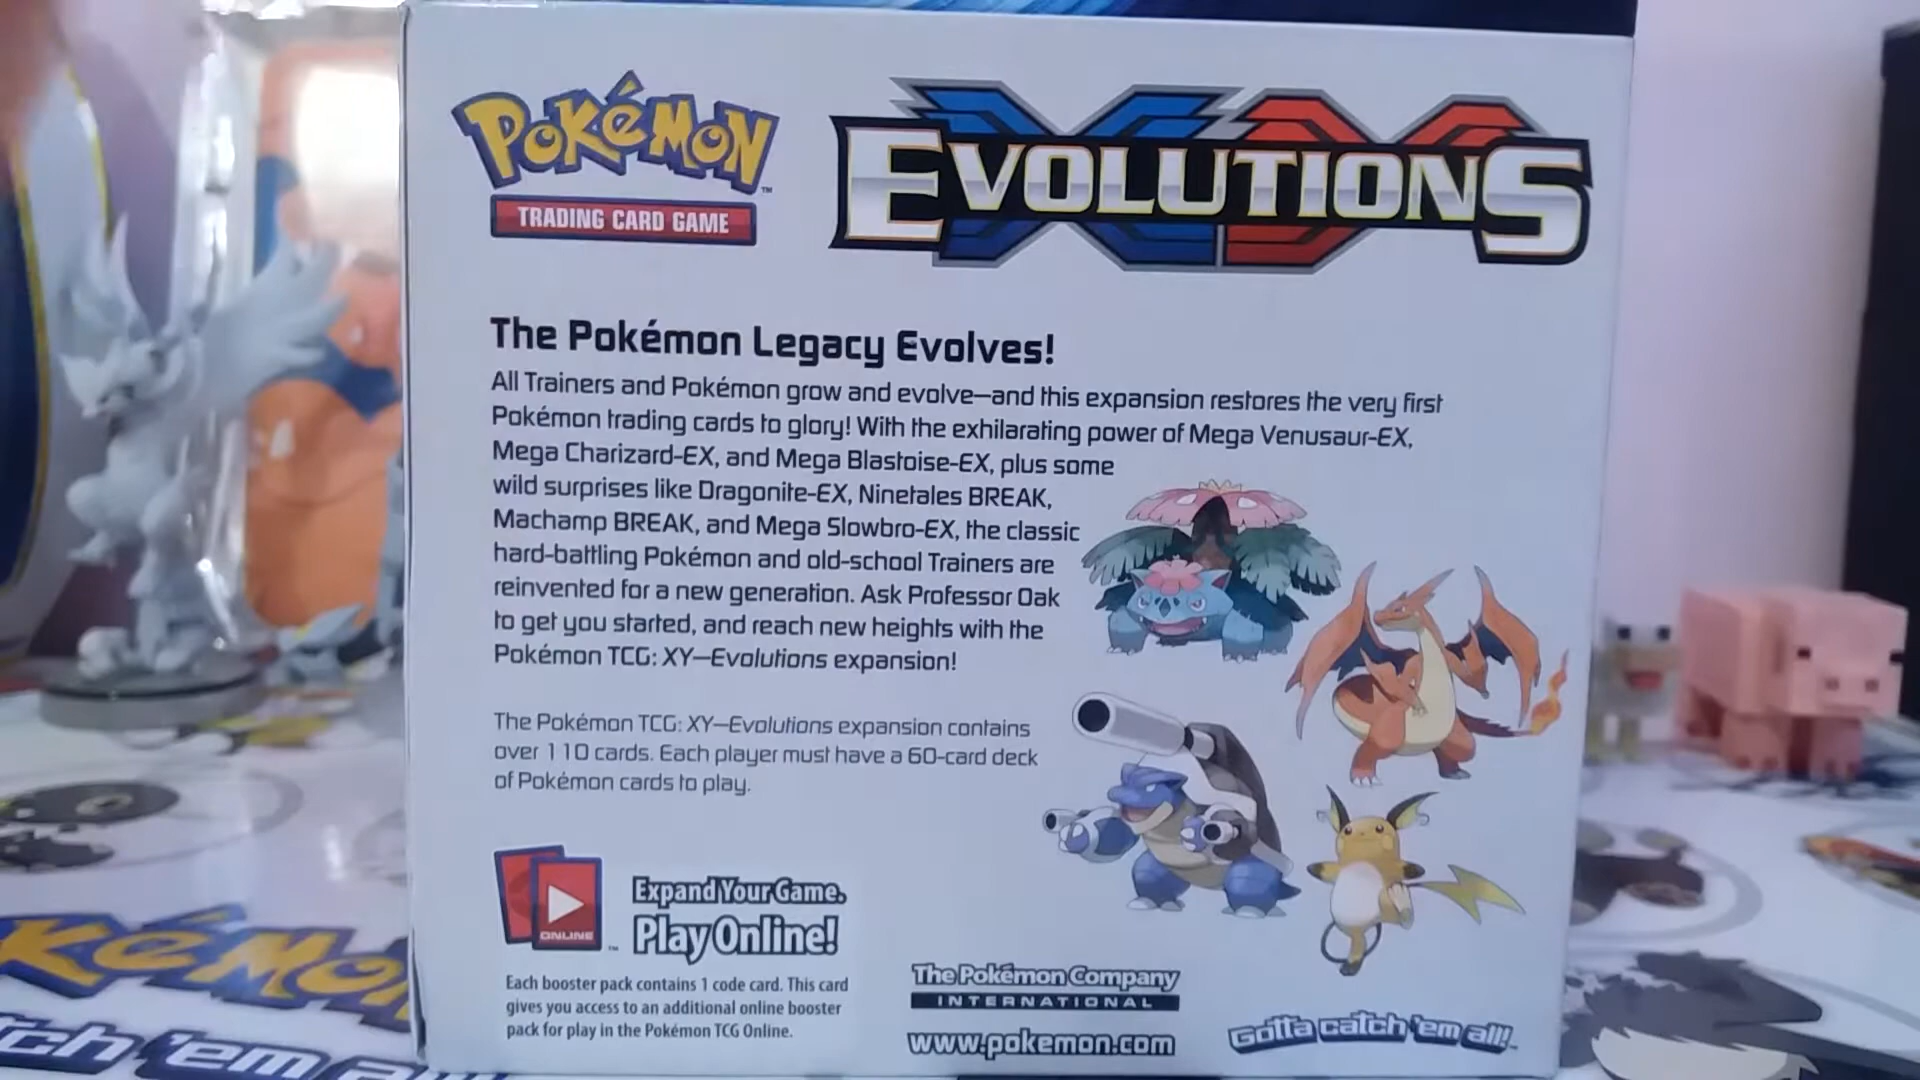 Pokémon
TRADING CARD GAME
XY
EVOLUTIONS
The Pokémon Legacy Evolves!
All Trainers and Pokémon grow and evolve—and this expansion restores the very first
Pokémon trading cards to glory! With the exhilarating power of Mega Venusaur-EX,
Mega Charizard-EX, and Mega Blastoise-EX, plus some
wild surprises like Dragonite-EX, Ninetales BREAK,
Machamp BREAK, and Mega Slowbro-EX, the classic
hard-battling Pokémon and old-school Trainers are
reinvented for a new generation. Ask Professor Oak
to get you started, and reach new heights with the
Pokémon TCG: XY—Evolutions expansion!
The Pokémon TCG: XY—Evolutions expansion contains
over 110 cards. Each player must have a 60-card deck
of Pokémon cards to play.
ONLINE
Expand Your Game.
Play Online!
Each booster pack contains 1 code card. This card
gives you access to an additional online booster
pack for play in the Pokémon TCG Online.
The Pokémon Company
INTERNATIONAL
www.pokemon.com
Gotta catch 'em all!
kémo
tch 'em a